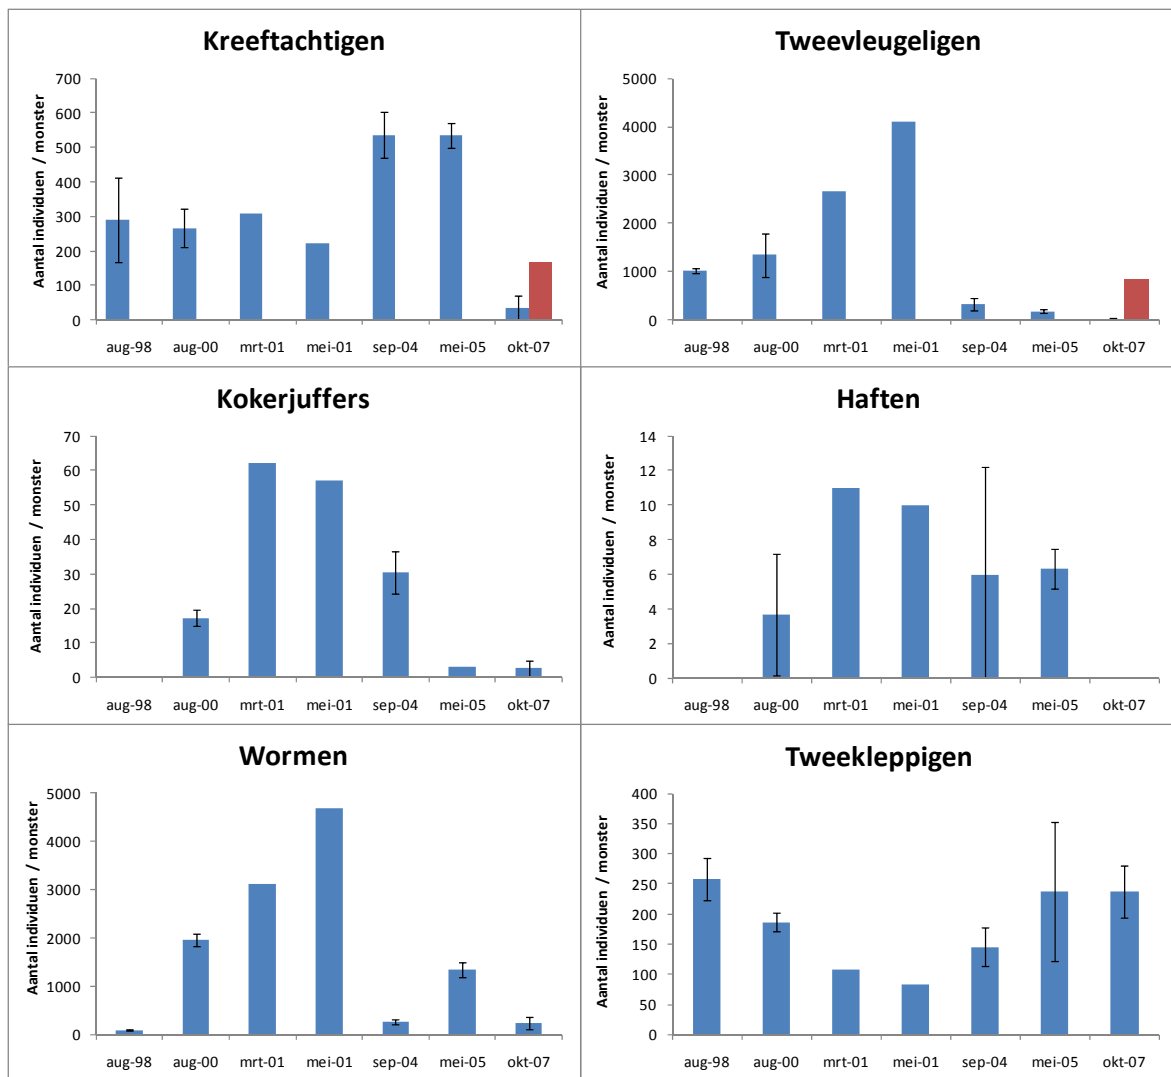 Kreeftachtigen
Aantal individuen / monster
700
600
500
400
300
200
100
0
aug-98 aug-00 mrt-01 mei-01 sep-04 mei-05 okt-07
Tweevleugeligen
Aantal individuen / monster
5000
4000
3000
2000
1000
0
aug-98 aug-00 mrt-01 mei-01 sep-04 mei-05 okt-07
Kokerjuffers
Aantal individuen / monster
70
60
50
40
30
20
10
0
aug-98 aug-00 mrt-01 mei-01 sep-04 mei-05 okt-07
Haften
Aantal individuen / monster
14
12
10
8
6
4
2
0
aug-98 aug-00 mrt-01 mei-01 sep-04 mei-05 okt-07
Wormen
Aantal individuen / monster
5000
4000
3000
2000
1000
0
aug-98 aug-00 mrt-01 mei-01 sep-04 mei-05 okt-07
Tweekleppigen
Aantal individuen / monster
400
350
300
250
200
150
100
50
0
aug-98 aug-00 mrt-01 mei-01 sep-04 mei-05 okt-07